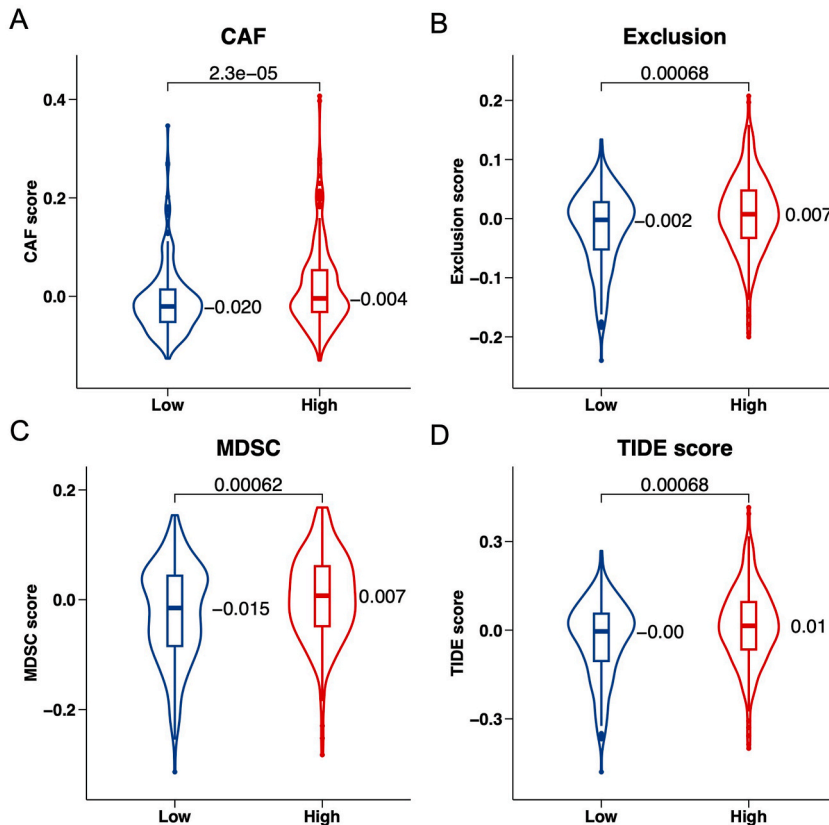 A
CAF
2.3e−05
CAF score
0.4
0.2
0.0
−0.020
−0.004
Low
High
B
Exclusion
0.00068
Exclusion score
0.2
0.1
0.0
−0.1
−0.2
−0.002
0.007
Low
High
C
MDSC
0.00062
MDSC score
0.2
0.0
−0.2
−0.015
0.007
Low
High
D
TIDE score
0.00068
TIDE score
0.3
0.0
−0.3
−0.00
0.01
Low
High